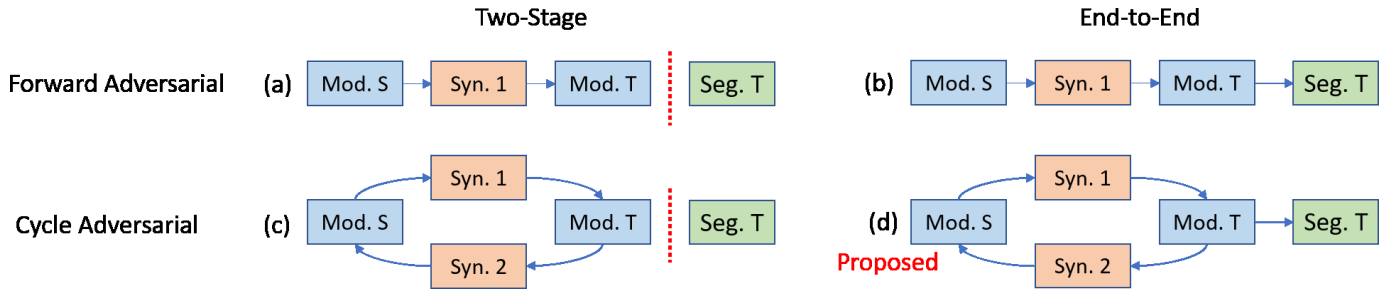 Two-Stage End-to-End
Forward Adversarial (a) Mod. S Syn. 1 Mod. T Seg. T (b) Mod. S Syn. 1 Mod. T Seg. T
Syn. 1 Syn. 1
Cycle Adversarial (c) Mod. S Mod. T Seg. T (d) Mod. S Mod. T Seg. T
Syn. 2 Proposed Syn. 2